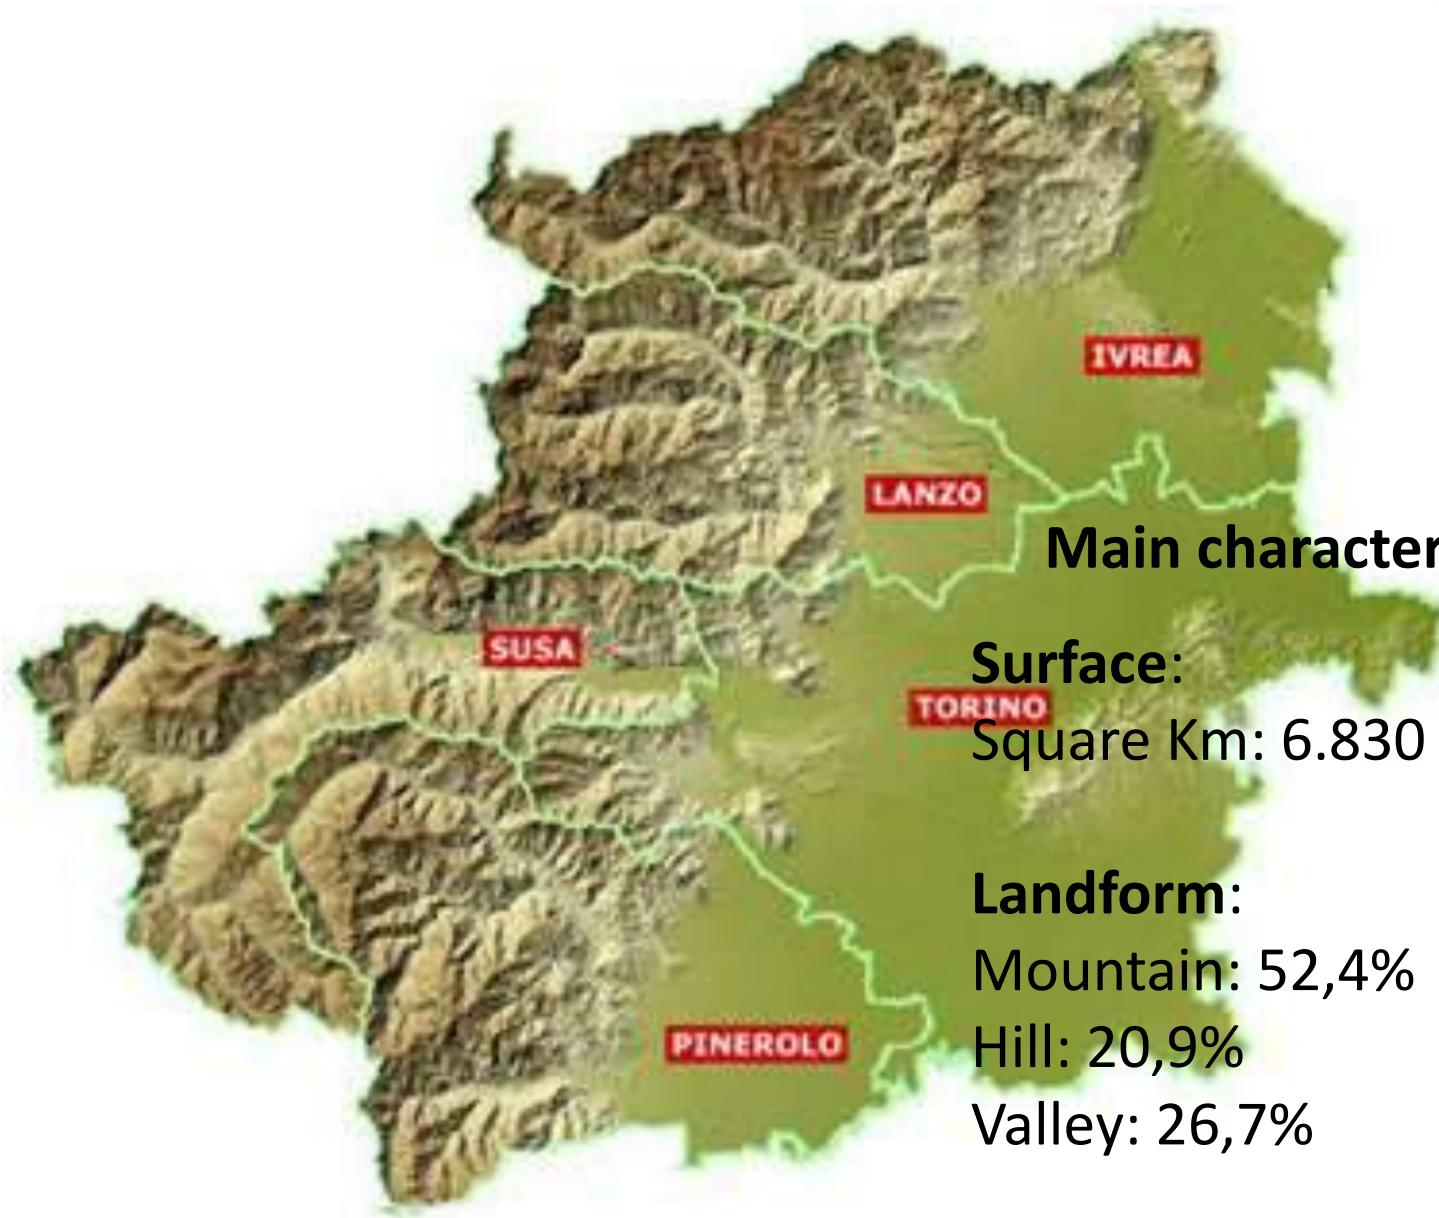 IVREA
LANZO
Main character
SUSA
Surface:
TORINO
Square Km: 6.830
Landform:
Mountain: 52,4%
PINEROLO
Hill: 20,9%
Valley: 26,7%